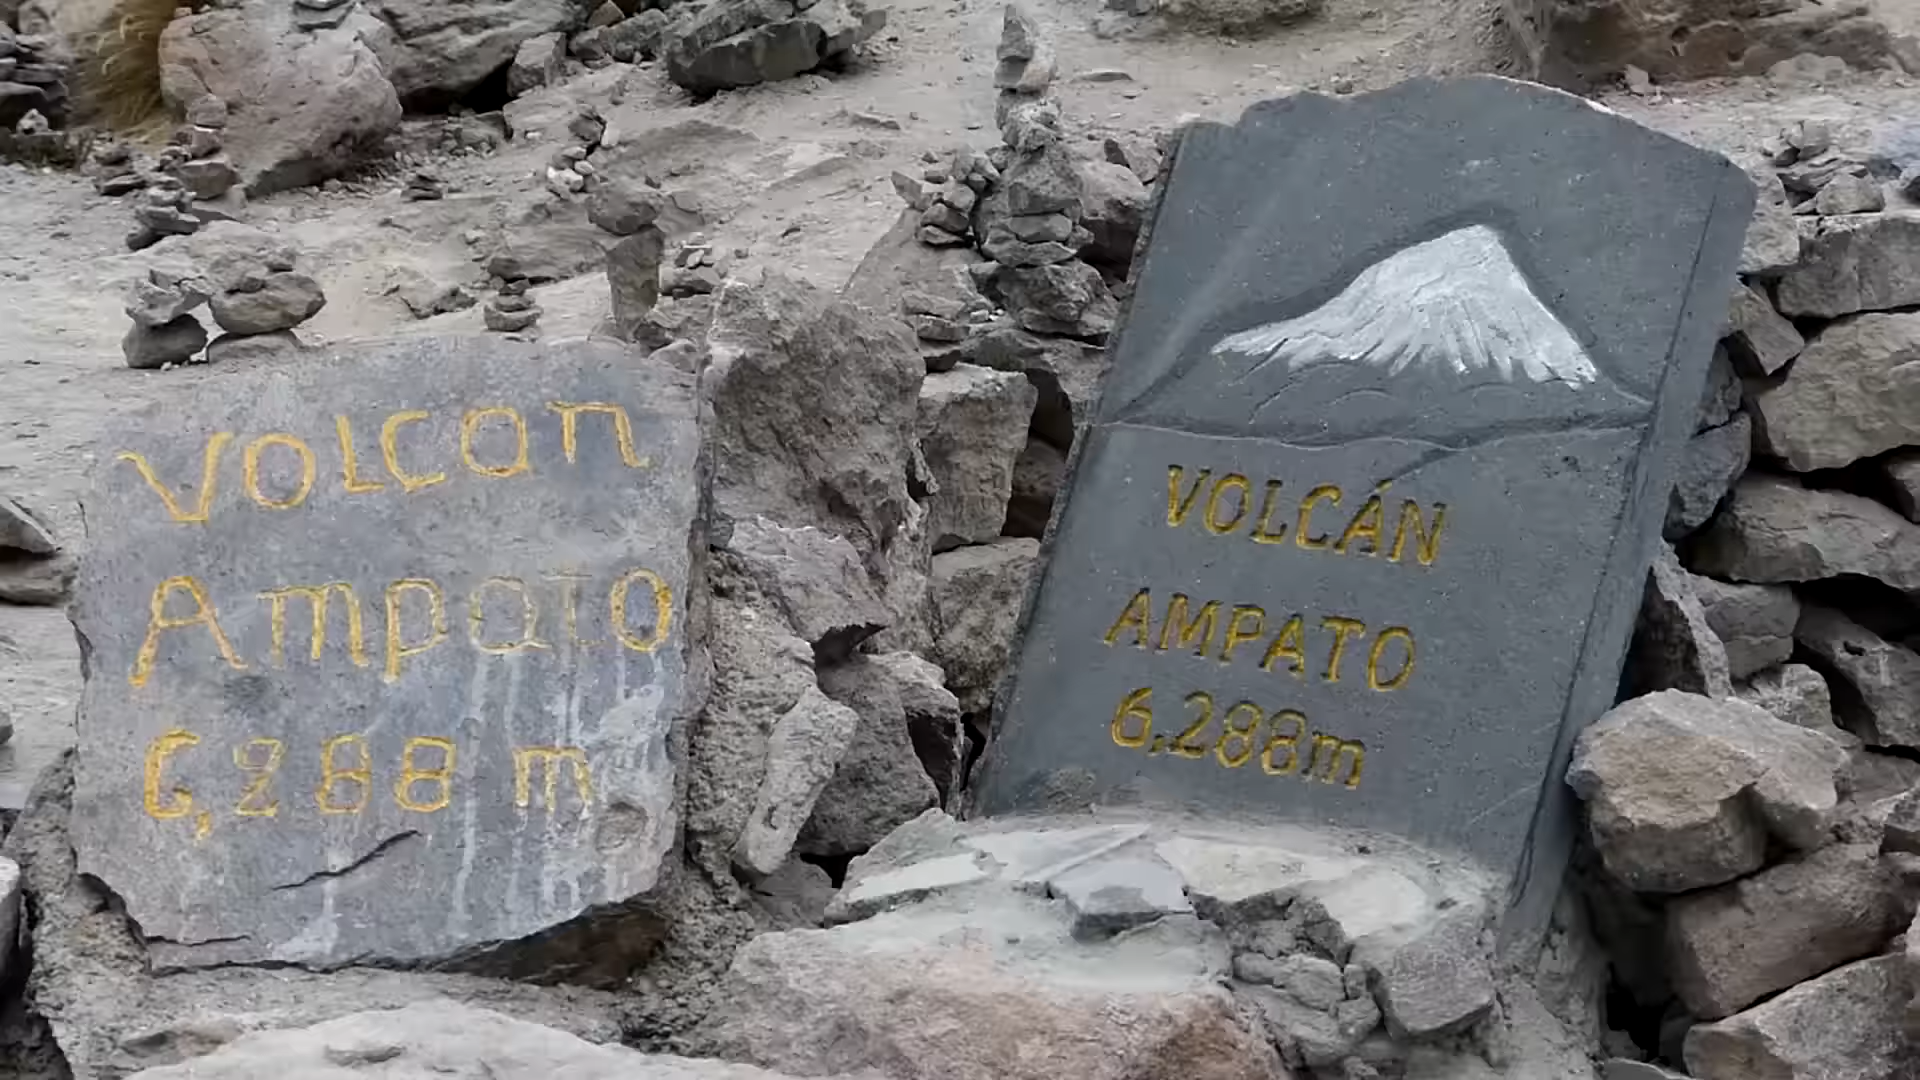 Volcan
Ampato
6,288 m
VOLCÁN
AMPATO
6,288m